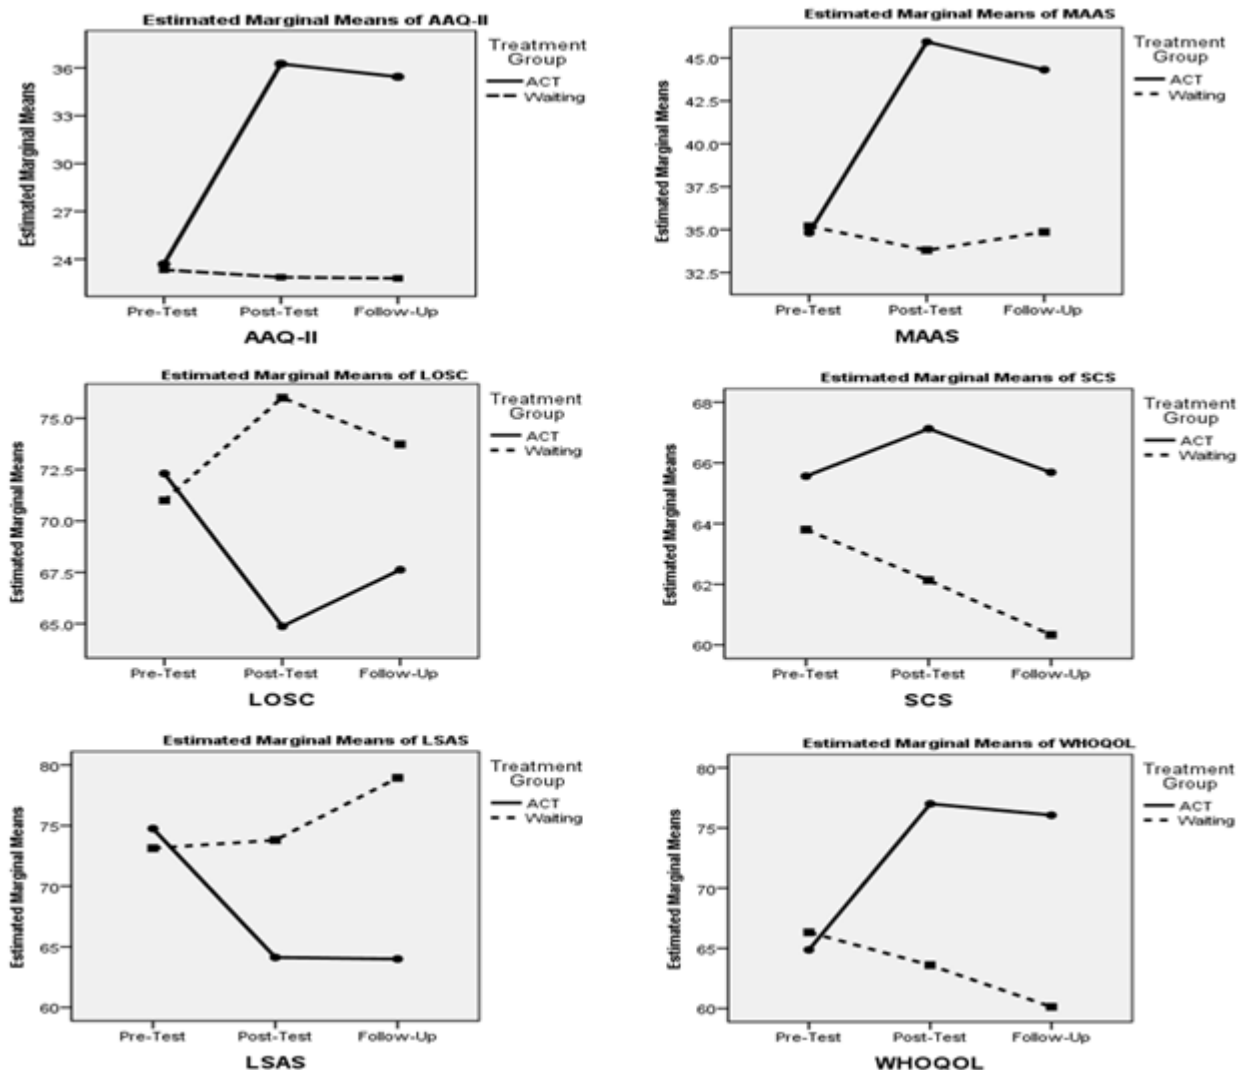 Estimated Marginal Means of AAQ-II
Treatment
Group
ACT
Waiting
Estimated Marginal Means
36
33
30
27
24
Pre-Test Post-Test Follow-Up
AAQ-II
Estimated Marginal Means of MAAS
Treatment
Group
ACT
Waiting
Estimated Marginal Means
45.0
42.5
40.0
37.5
35.0
32.5
Pre-Test Post-Test Follow-Up
MAAS
Estimated Marginal Means of LOSC
Treatment
Group
ACT
Waiting
Estimated Marginal Means
75.0
72.5
70.0
67.5
65.0
Pre-Test Post-Test Follow-Up
LOSC
Estimated Marginal Means of SCS
Treatment
Group
ACT
Waiting
Estimated Marginal Means
68
66
64
62
60
Pre-Test Post-Test Follow-Up
SCS
Estimated Marginal Means of LSAS
Treatment
Group
ACT
Waiting
Estimated Marginal Means
80
75
70
65
60
Pre-Test Post-Test Follow-Up
LSAS
Estimated Marginal Means of WHOQOL
Treatment
Group
ACT
Waiting
Estimated Marginal Means
80
75
70
65
60
Pre-Test Post-Test Follow-Up
WHOQOL